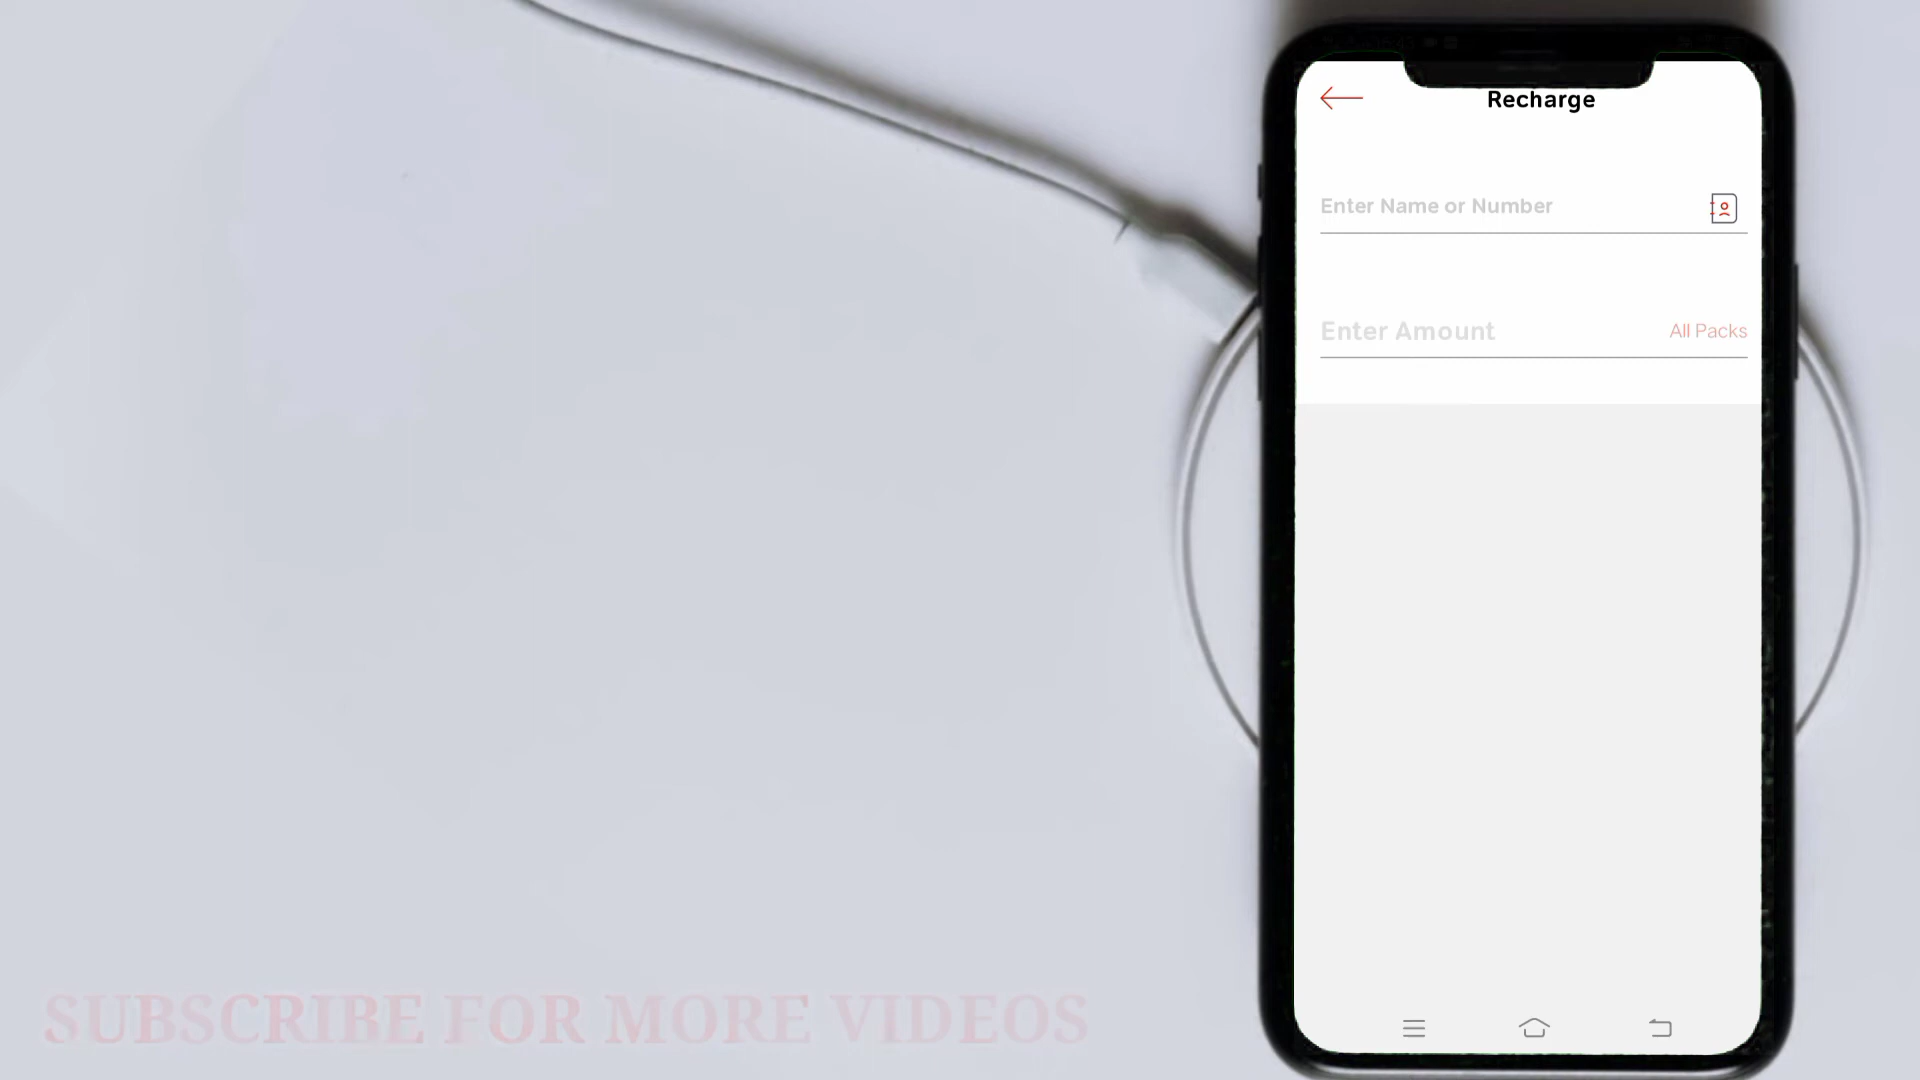 Recharge
Enter Name or Number
Enter Amount All Packs
SUBSCRIBE FOR MORE VIDEOS